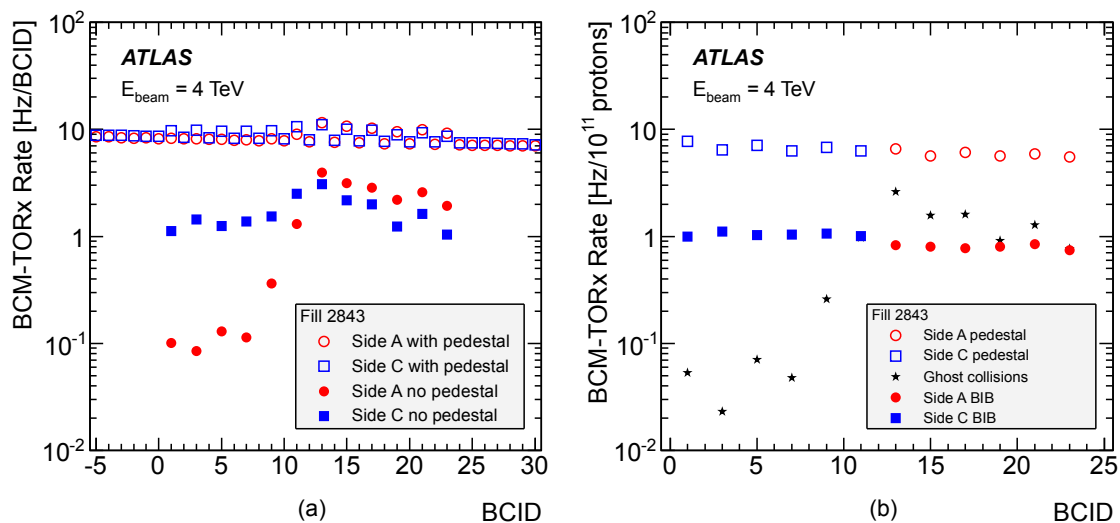 BCM-TORx Rate [Hz/BCID]
10²
10
1
10⁻¹
10⁻²
ATLAS
E_beam = 4 TeV
Fill 2843
Side A with pedestal
Side C with pedestal
Side A no pedestal
Side C no pedestal
-5 0 5 10 15 20 25 30
(a)
BCID
BCM-TORx Rate [Hz/10¹¹ protons]
10²
10
1
10⁻¹
10⁻²
ATLAS
E_beam = 4 TeV
Fill 2843
Side A pedestal
Side C pedestal
Ghost collisions
Side A BIB
Side C BIB
0 5 10 15 20 25
(b)
BCID